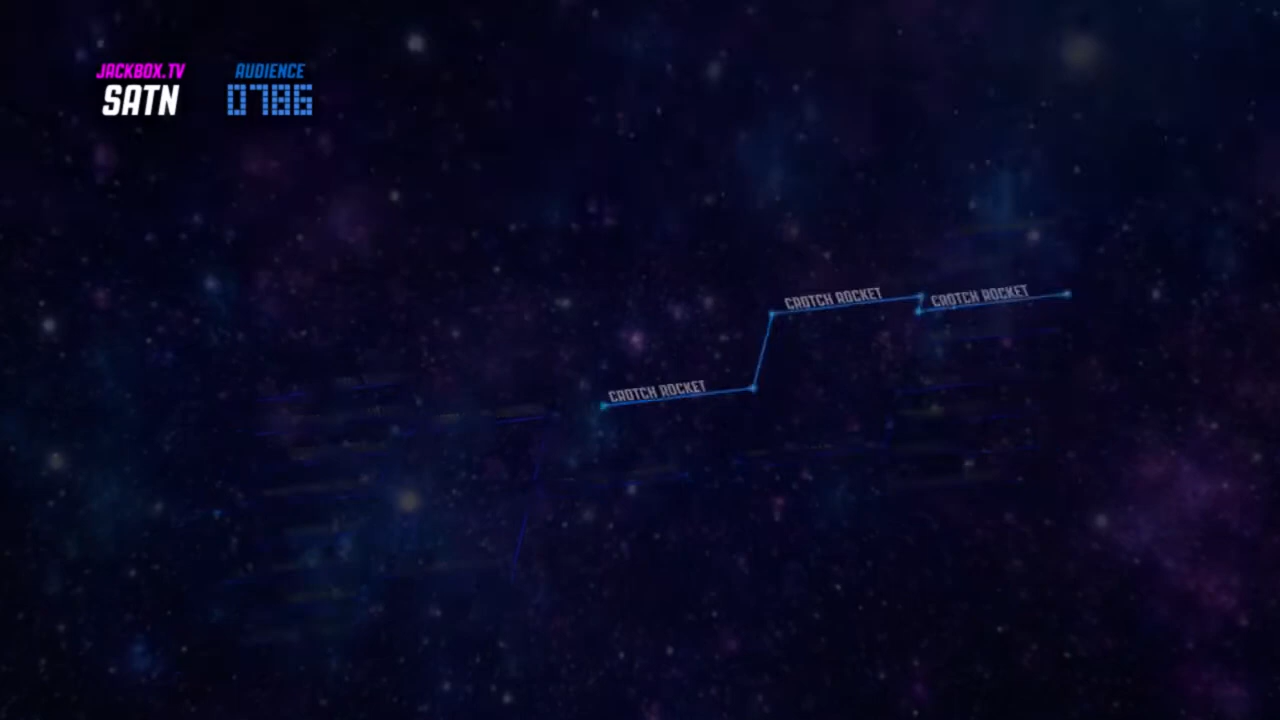 JACKBOX.TV
SATN
AUDIENCE
0786
CROTCH ROCKET
CROTCH ROCKET
CROTCH ROCKET